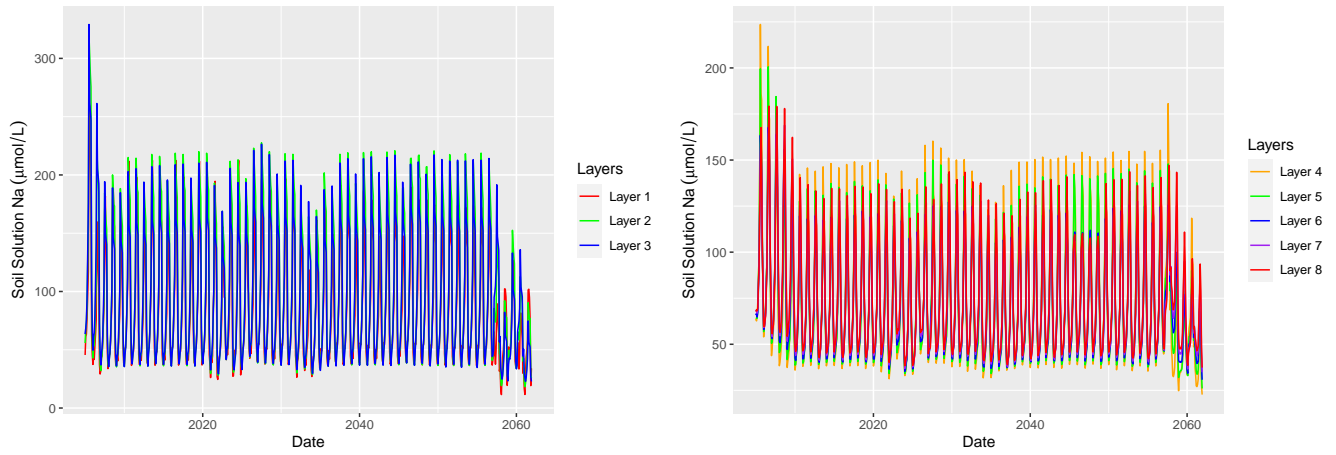 Soil Solution Na (μmol/L)
300
200
100
0
2020
2040
2060
Date
Layers
Layer 1
Layer 2
Layer 3
Soil Solution Na (μmol/L)
200
150
100
50
2020
2040
2060
Date
Layers
Layer 4
Layer 5
Layer 6
Layer 7
Layer 8